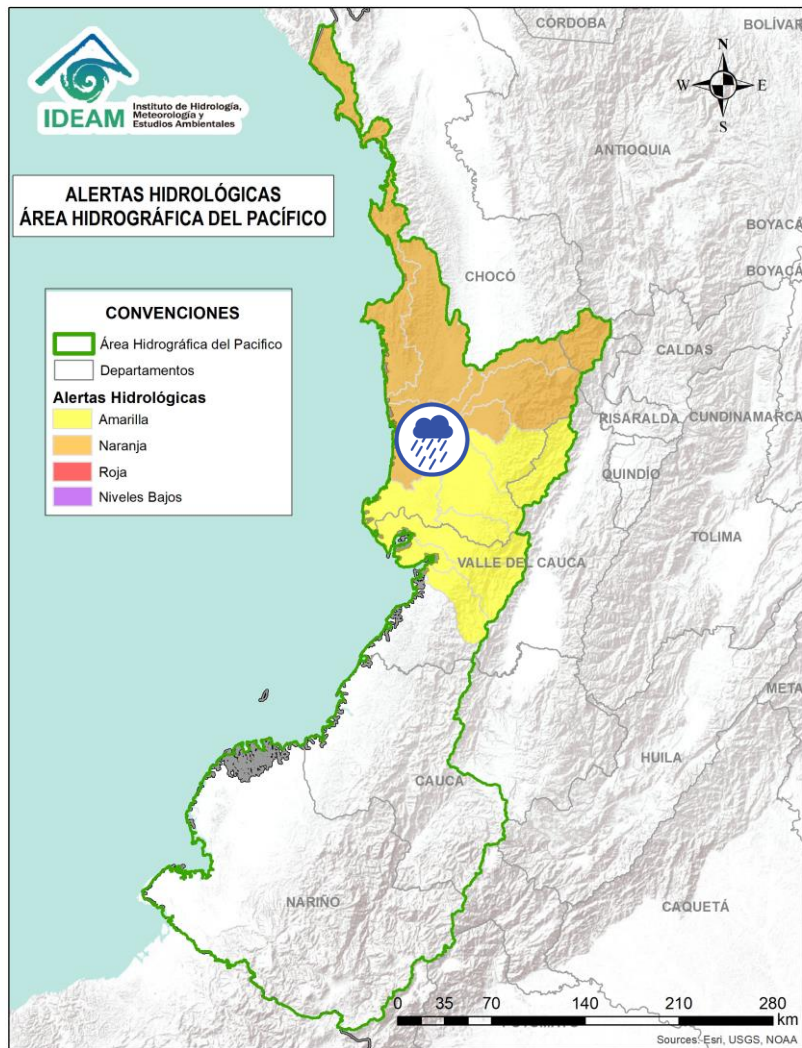 CÓRDOBA
BOLÍVAR
IDEAM
Instituto de Hidrología,
Meteorología y
Estudios Ambientales
N
W
E
S
ANTIOQUIA
ALERTAS HIDROLÓGICAS
ÁREA HIDROGRÁFICA DEL PACÍFICO
BOYACÁ
BOYACÁ
CHOCÓ
CONVENCIONES
Área Hidrográfica del Pacifico
Departamentos
Alertas Hidrológicas
Amarilla
Naranja
Roja
Niveles Bajos
CALDAS
RISARALDA
CUNDINAMARCA
QUINDÍO
TOLIMA
VALLE DEL CAUCA
META
HUILA
CAUCA
NARIÑO
CAQUETÁ
0 35 70 140 210 280
km
Sources: Esri, USGS, NOAA